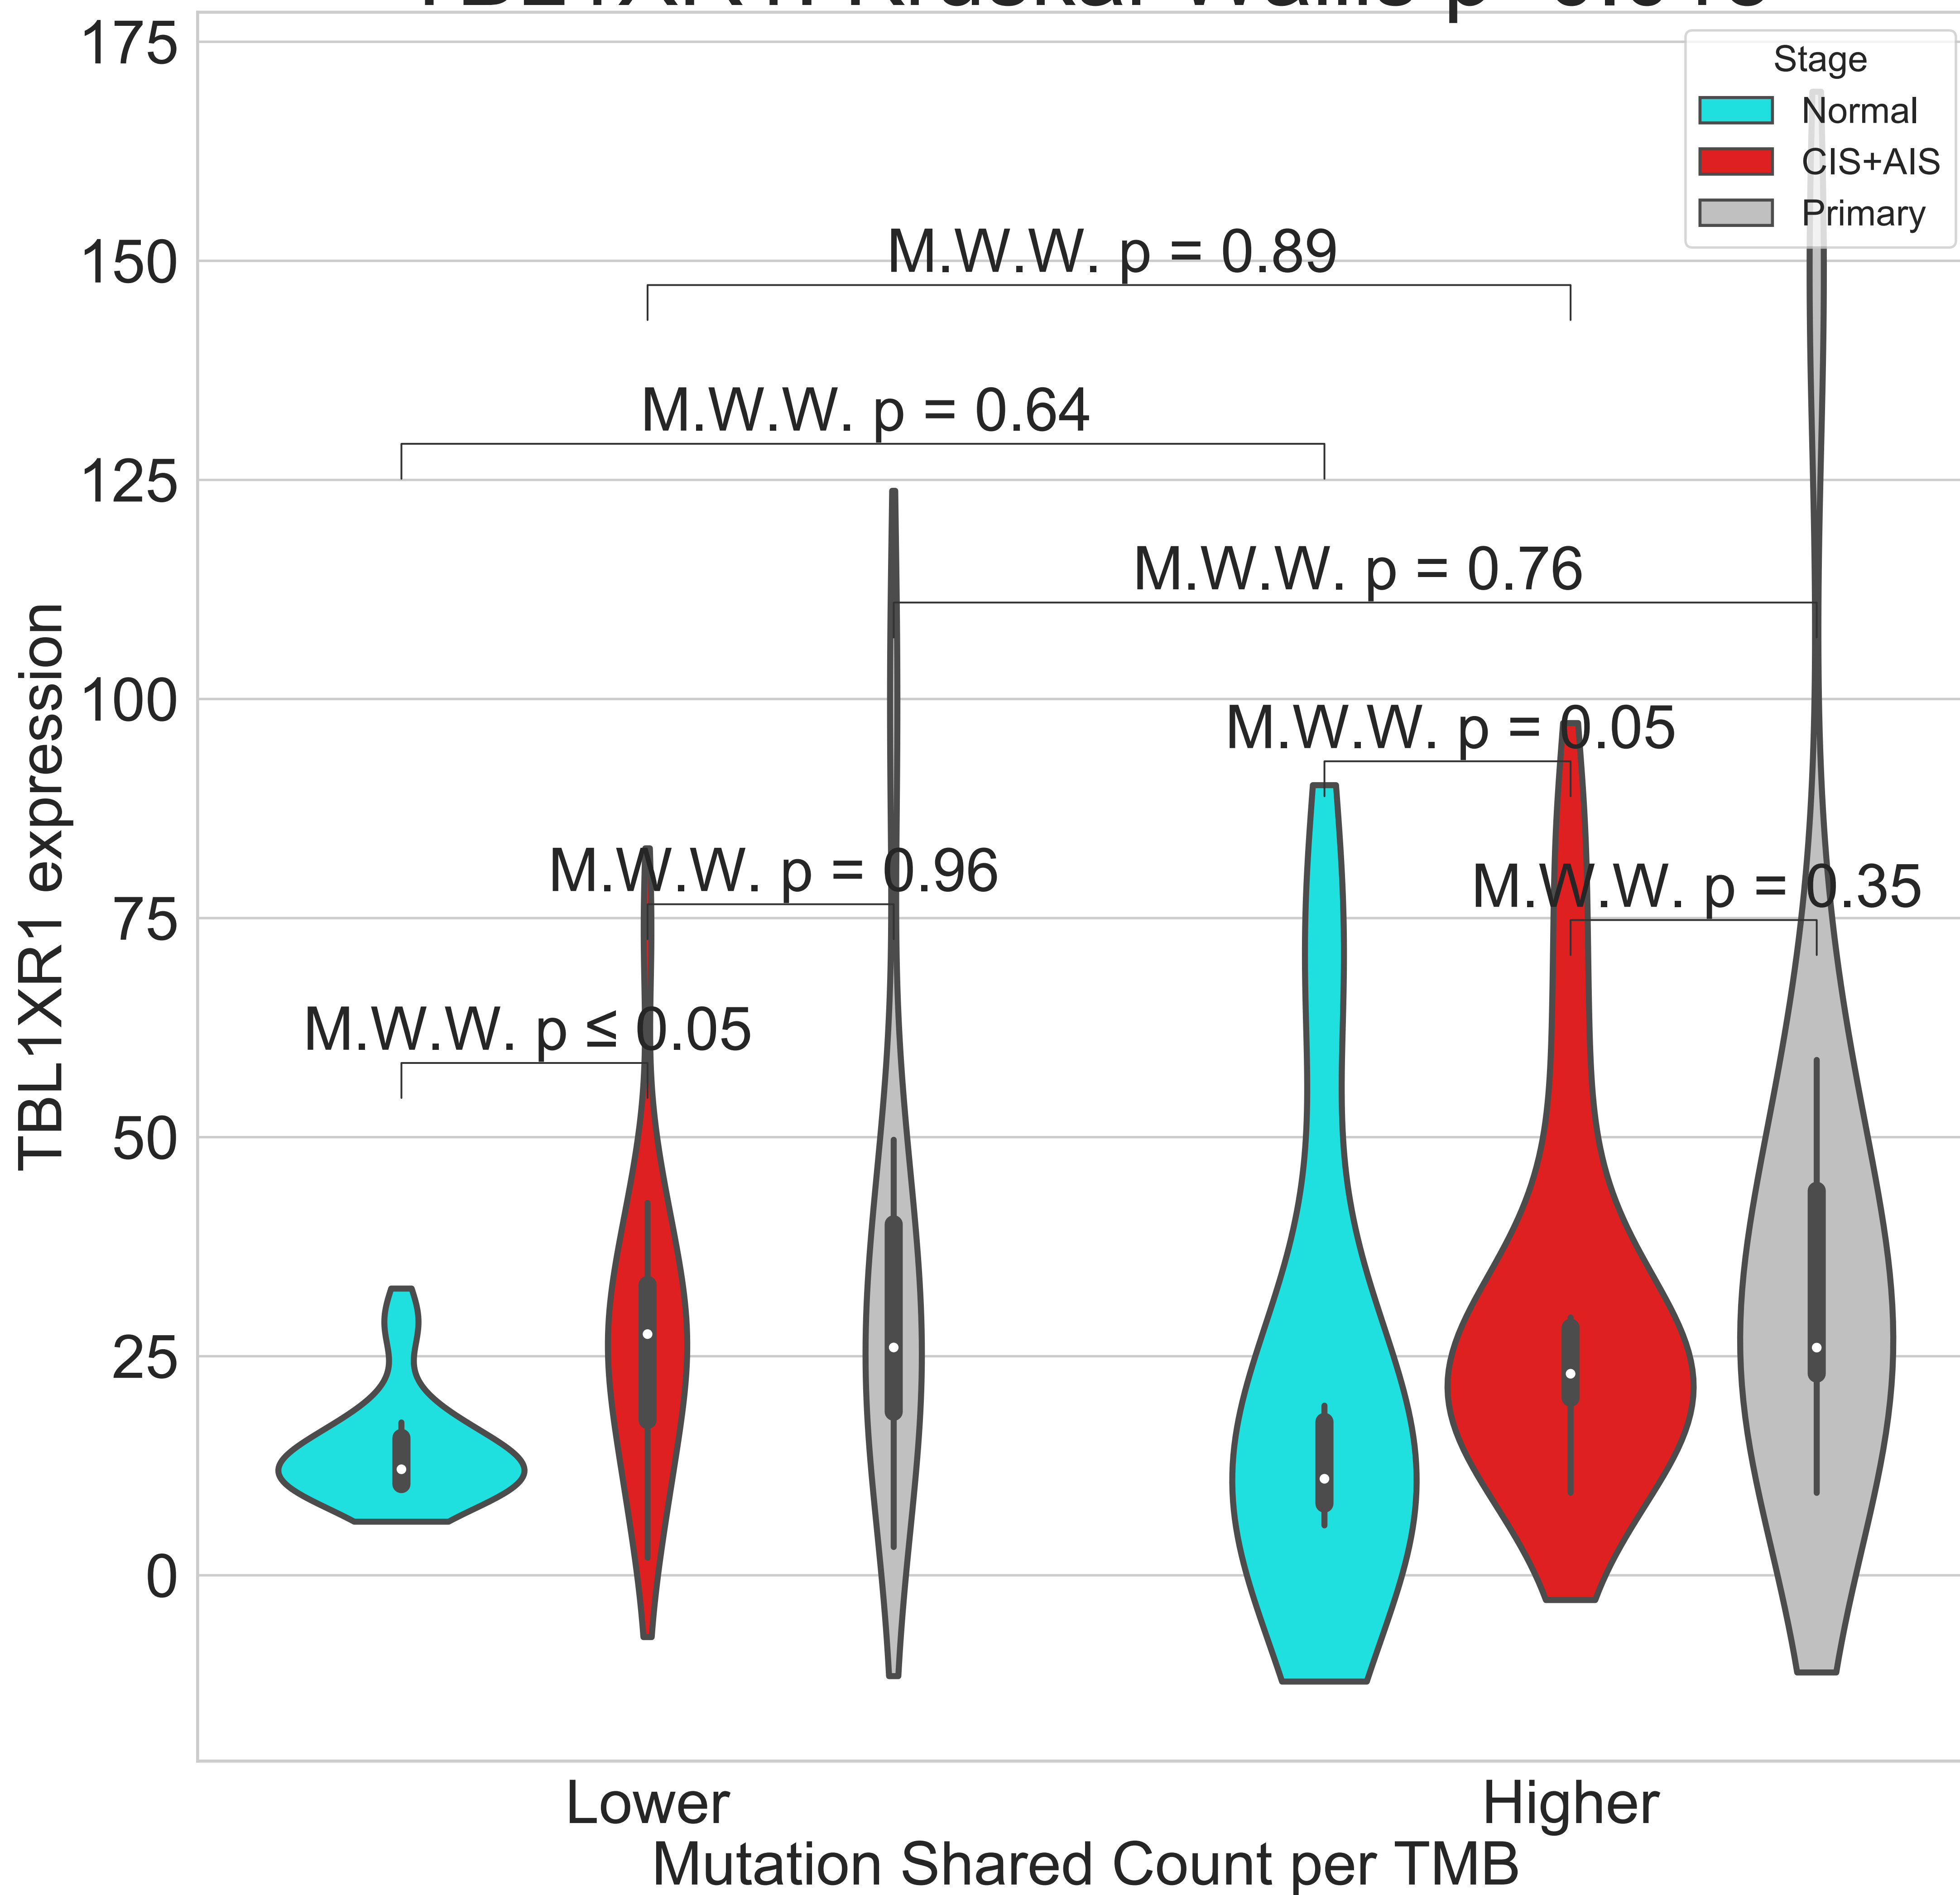 175
Stage
Normal
CIS+AIS
Primary
150
M.W.W. p = 0.89
M.W.W. p = 0.64
125
M.W.W. p = 0.76
100
M.W.W. p = 0.05
M.W.W. p = 0.96
M.W.W. p = 0.35
75
M.W.W. p ≤ 0.05
50
25
0
TBL1XR1 expression
Lower
Higher
Mutation Shared Count per TMB